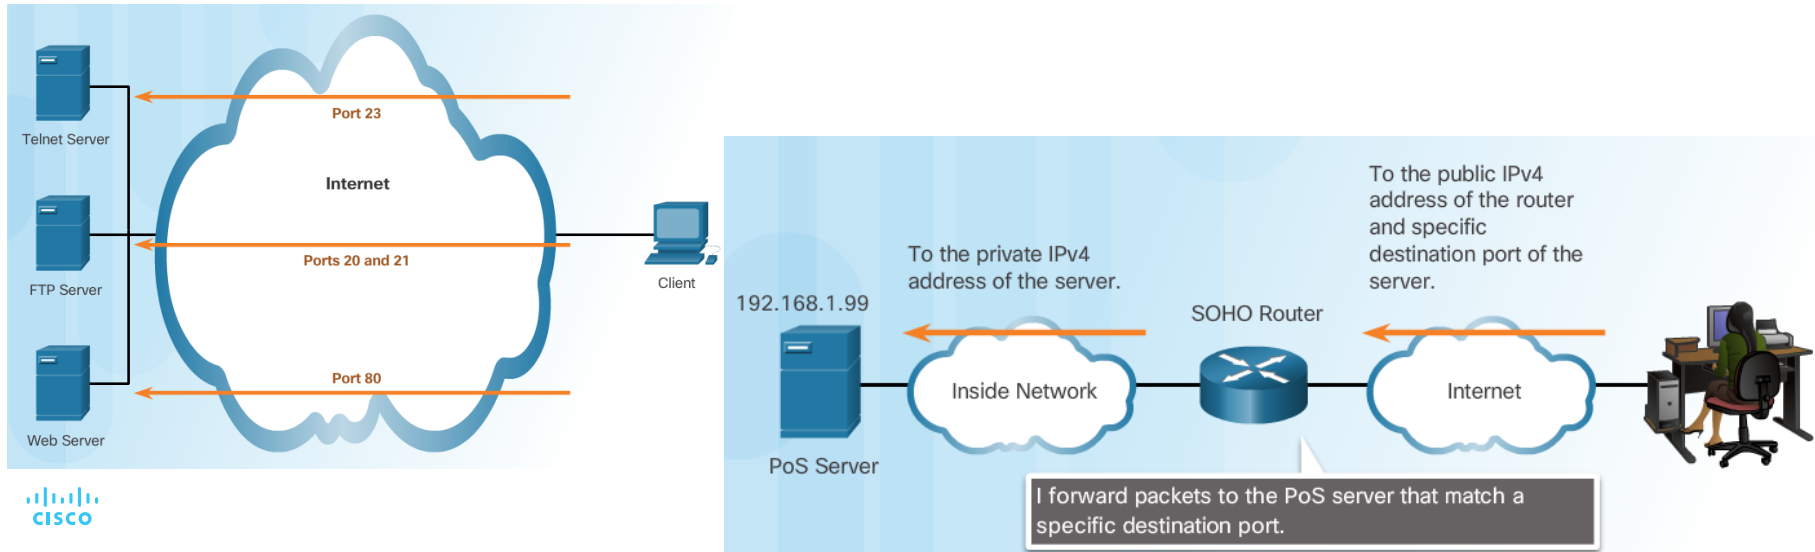 Port 23
Telnet Server
Internet
Ports 20 and 21
FTP Server
Client
Port 80
Web Server
CISCO
To the public IPv4
address of the router
and specific
destination port of the
server.
To the private IPv4
address of the server.
192.168.1.99
SOHO Router
Inside Network
Internet
PoS Server
I forward packets to the PoS server that match a
specific destination port.